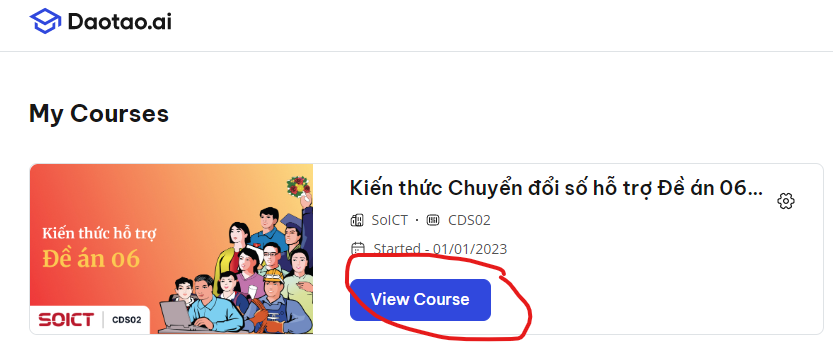 Daotao.ai
My Courses
Kiến thức hỗ trợ
Đề án 06
SOICT CDS02
Kiến thức Chuyển đổi số hỗ trợ Đề án 06...
SoICT · CDS02
Started - 01/01/2023
View Course